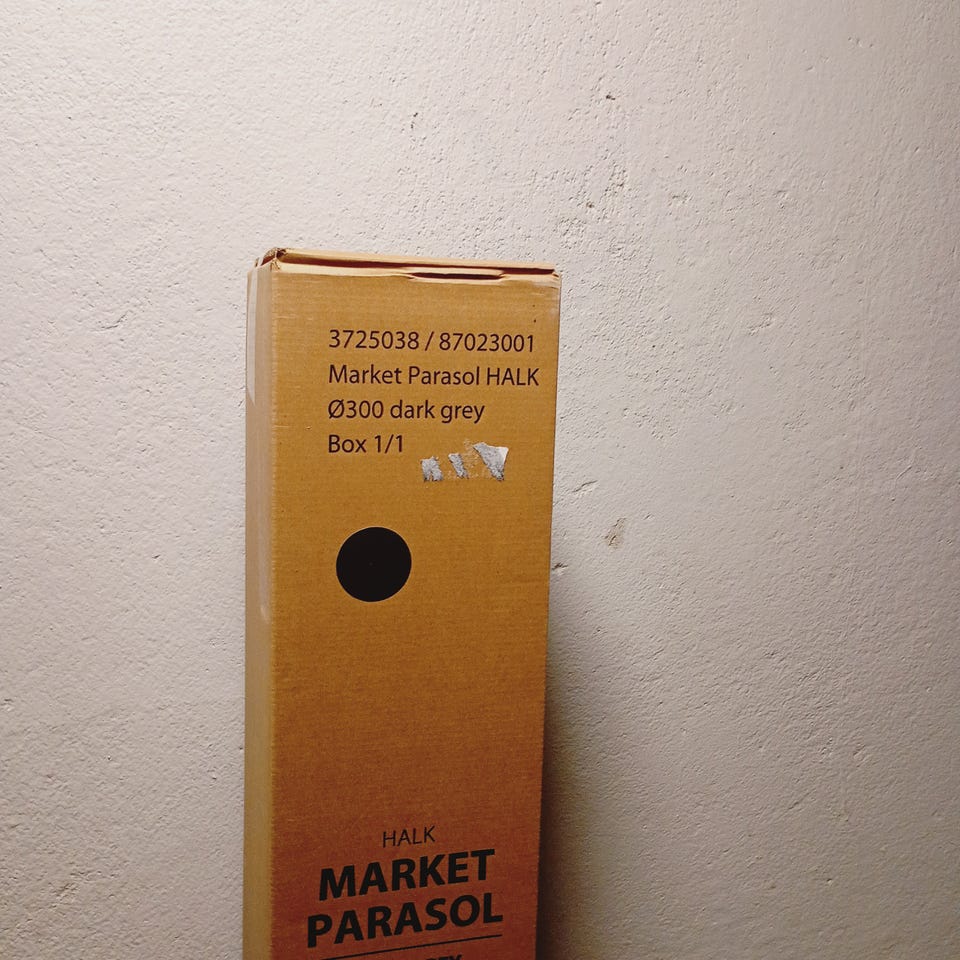 3725038 / 87023001
Market Parasol HALK
Ø300 dark grey
Box 1/1
HALK
MARKET
PARASOL